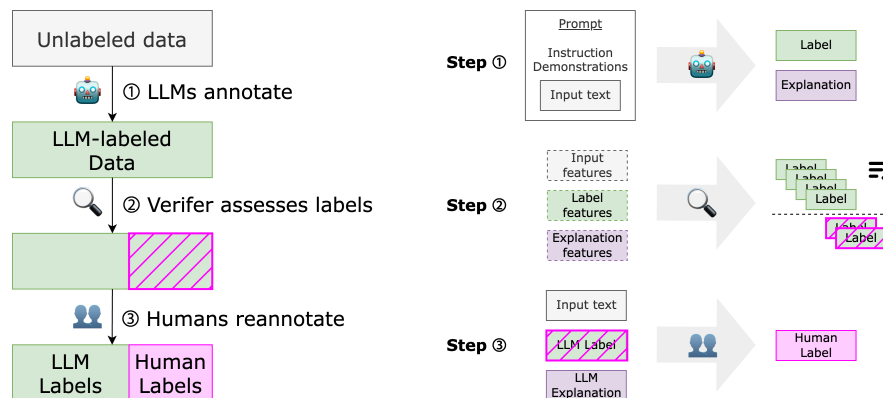 Unlabeled data
① LLMs annotate
LLM-labeled
Data
② Verifer assesses labels
③ Humans reannotate
LLM
Labels
Human
Labels
Step ①
Prompt
Instruction
Demonstrations
Input text
Label
Explanation
Step ②
Input
features
Label
features
Explanation
features
Label
Label
Label
Label
Label
Label
Step ③
Input text
LLM Label
LLM
Explanation
Human
Label